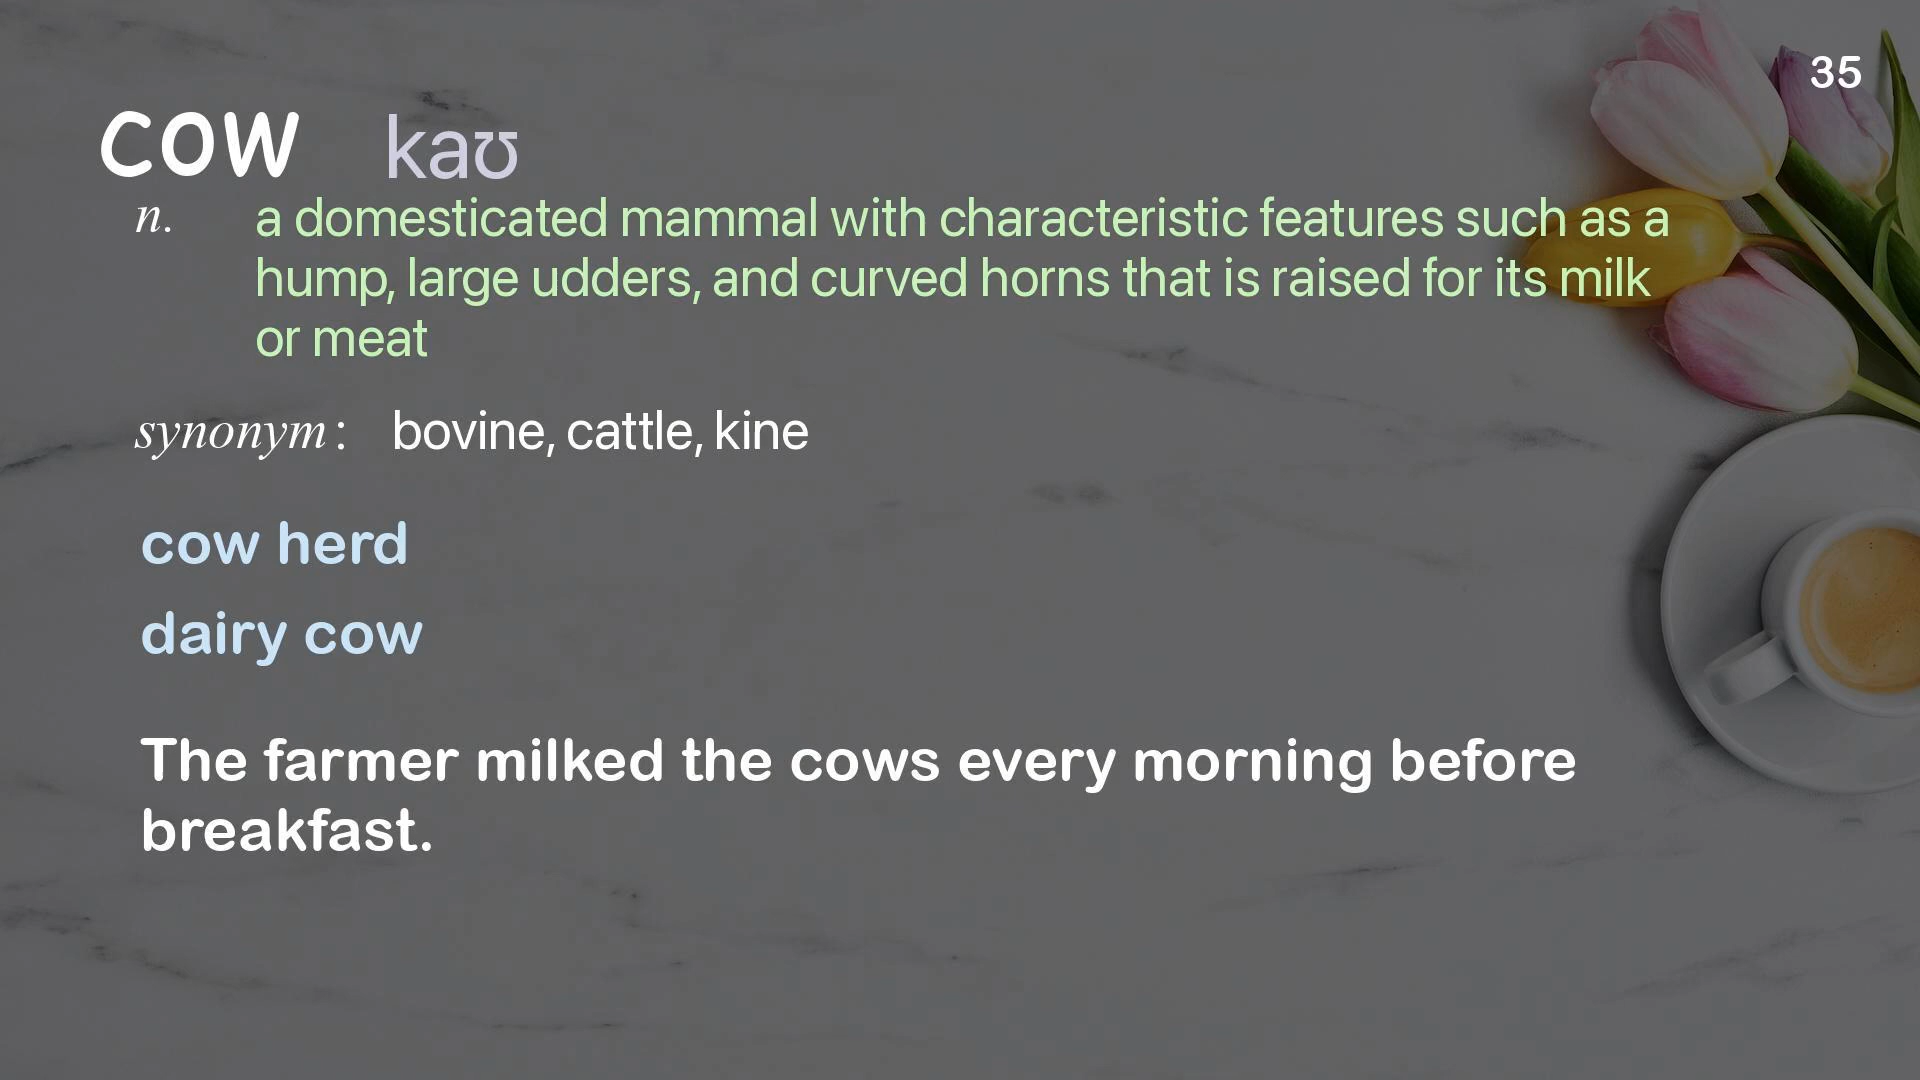 35
cow kaʊ
n. a domesticated mammal with characteristic features such as a
hump, large udders, and curved horns that is raised for its milk
or meat
synonym: bovine, cattle, kine
cow herd
dairy cow
The farmer milked the cows every morning before
breakfast.